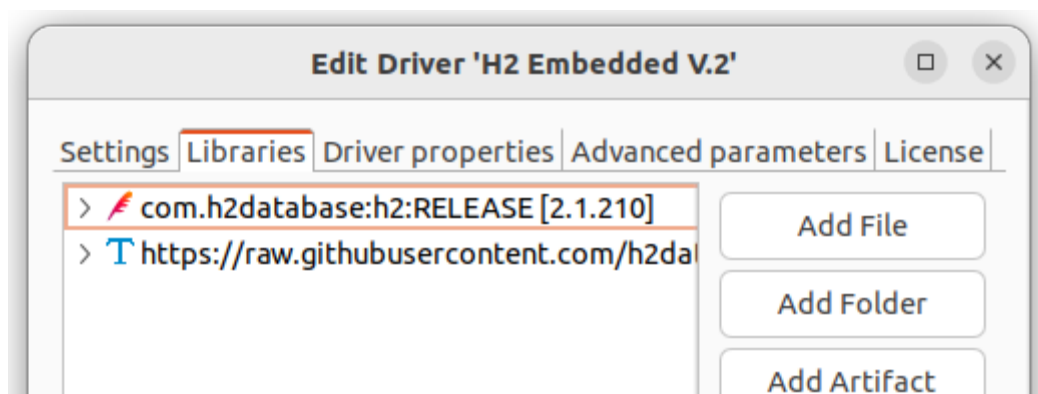 Edit Driver 'H2 Embedded V.2'
Settings Libraries Driver properties Advanced parameters License
com.h2database:h2:RELEASE [2.1.210]
https://raw.githubusercontent.com/h2dat
Add File
Add Folder
Add Artifact